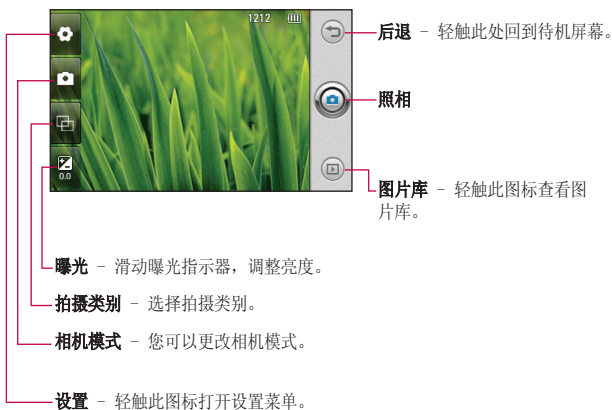 1212
0.0
后退 – 轻触此处回到待机屏幕。
照相
图片库 – 轻触此图标查看图
片库。
曝光 – 滑动曝光指示器，调整亮度。
拍摄类别 – 选择拍摄类别。
相机模式 – 您可以更改相机模式。
设置 – 轻触此图标打开设置菜单。